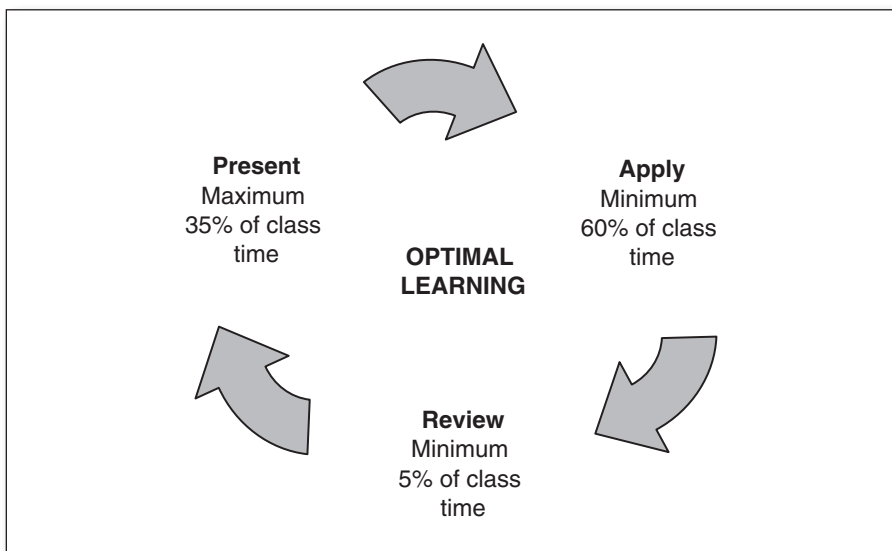 Present
Maximum
35% of class
time
Apply
Minimum
60% of class
time
OPTIMAL
LEARNING
Review
Minimum
5% of class
time